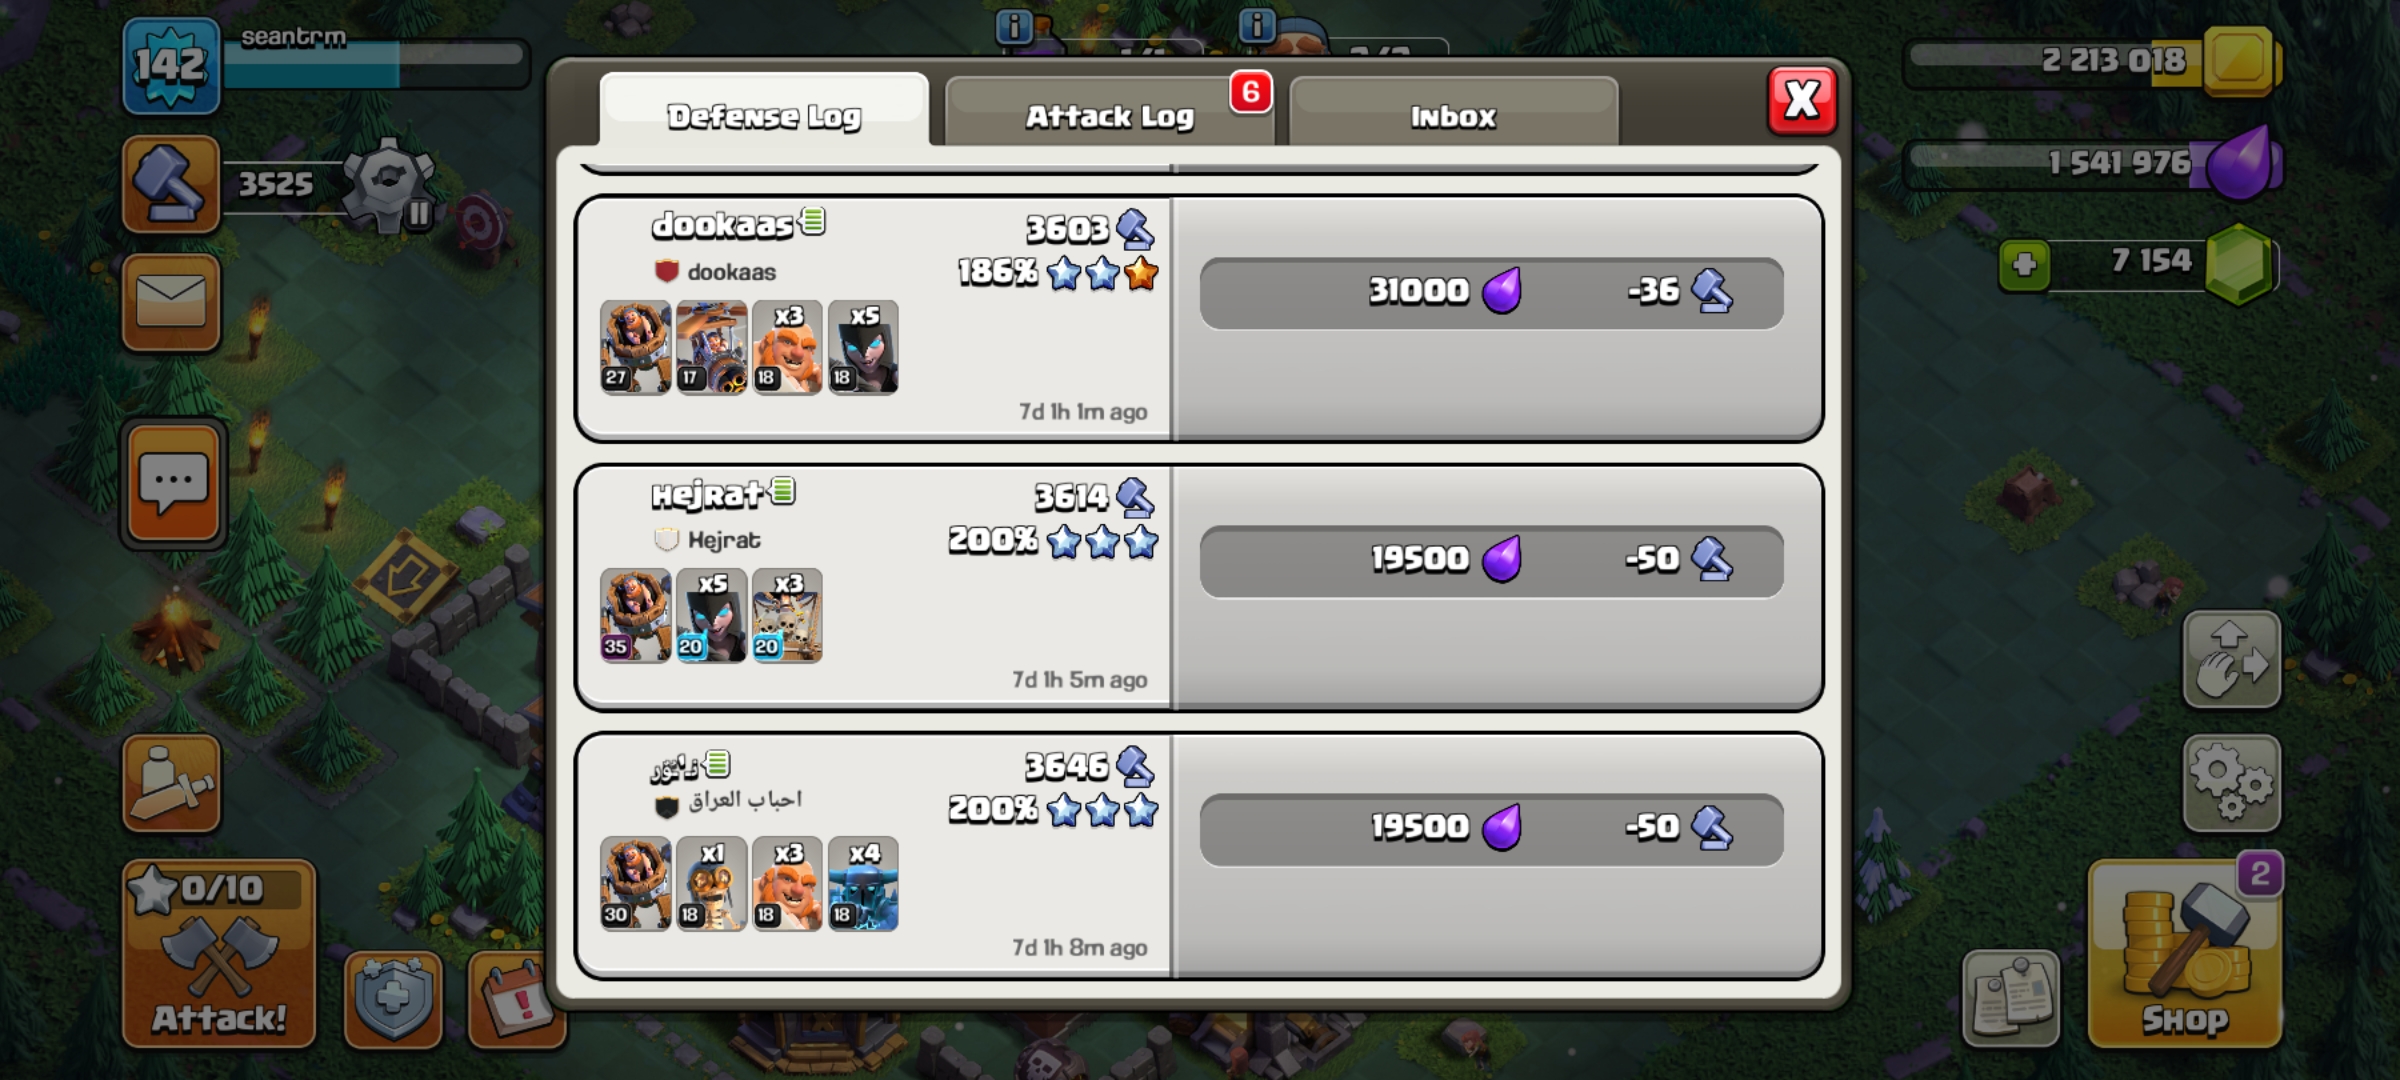 seantrm
142
2 213 018
Defense Log
Attack Log
6
Inbox
X
1 541 976
3525
7 154
dookaas
3603
dookaas
186%
31000
-36
x3
x5
27
17
18
18
7d 1h 1m ago
HejRat
3614
Hejrat
200%
19500
-50
x5
x3
35
20
20
7d 1h 5m ago
3646
احباب العراق
200%
19500
-50
x1
x3
x4
30
18
18
18
7d 1h 8m ago
0/10
Attack!
2
Shop